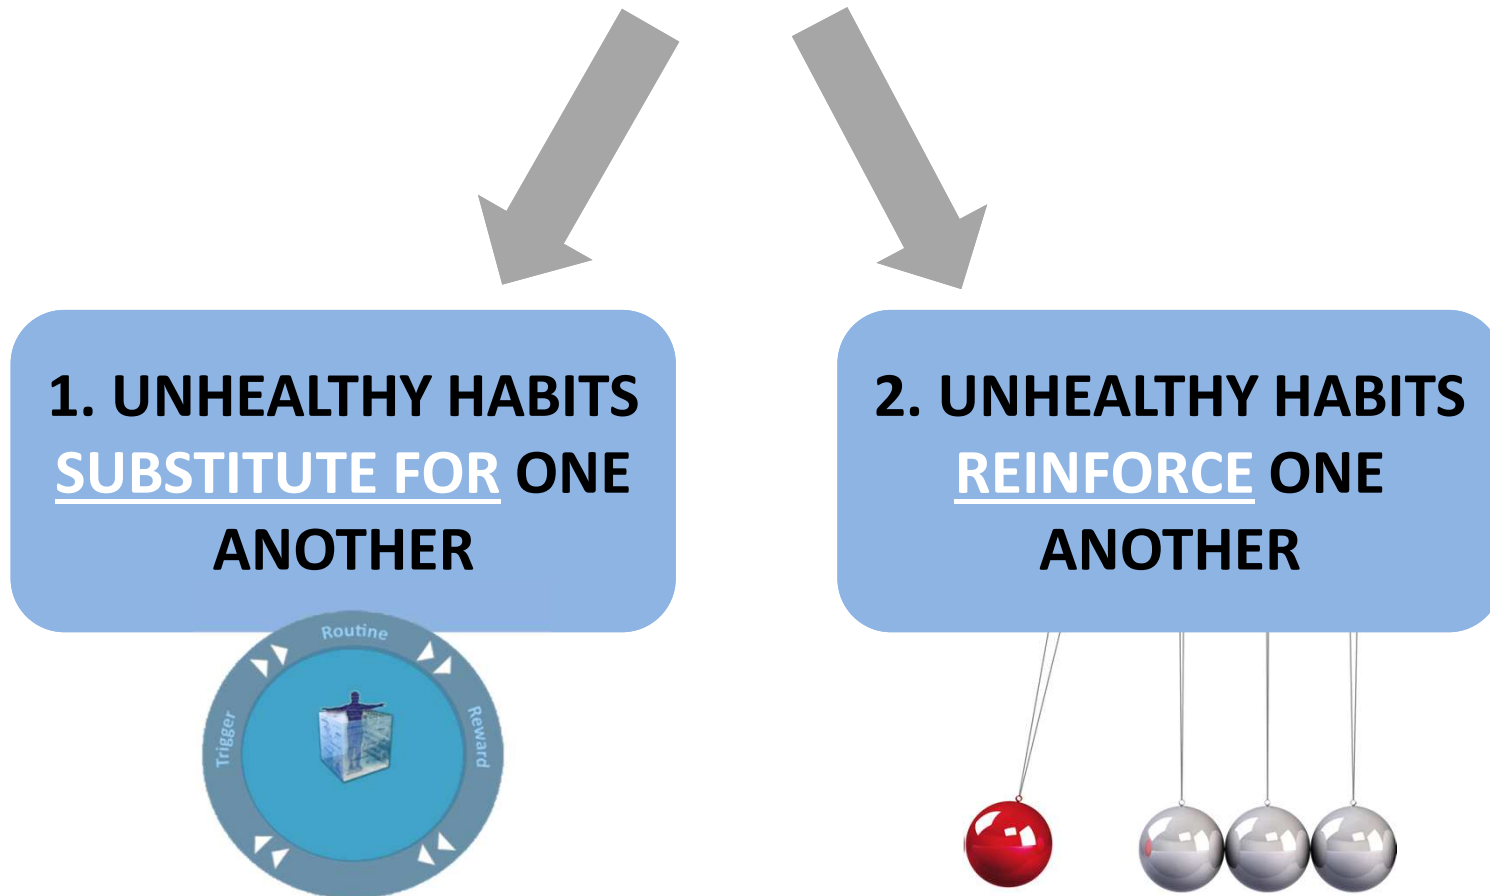 1. UNHEALTHY HABITS
SUBSTITUTE FOR ONE
ANOTHER
2. UNHEALTHY HABITS
REINFORCE ONE
ANOTHER
Routine
Trigger
Reward